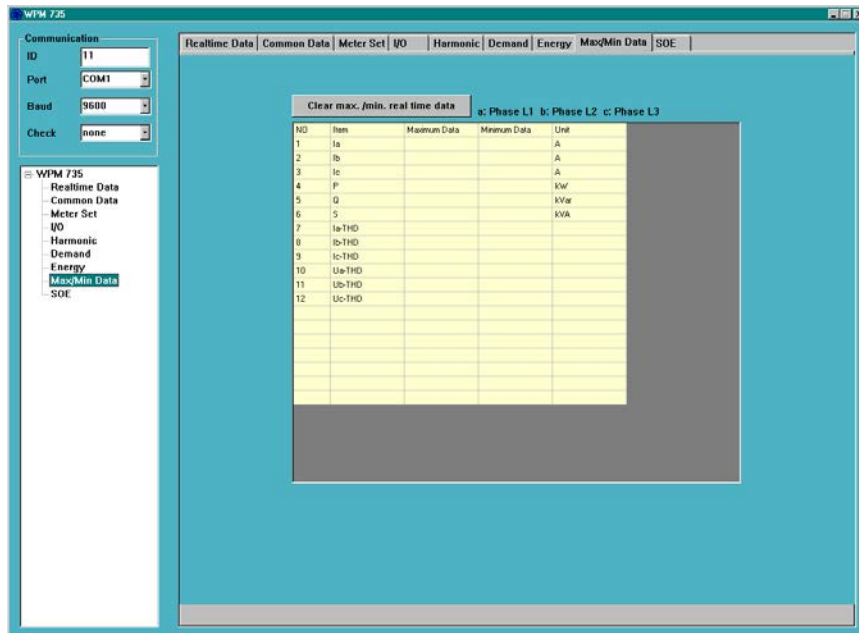 WPM 735
Communication
ID 11
Port COM1
Baud 9600
Check none
WPM 735
Realtime Data
Common Data
Meter Set
I/O
Harmonic
Demand
Energy
Max/Min Data
SOE
Realtime Data Common Data Meter Set I/O Harmonic Demand Energy Max/Min Data SOE
Clear max. /min. real time data a: Phase L1 b: Phase L2 c: Phase L3
NO Item Maximum Data Minimum Data Unit
1 Ia A
2 Ib A
3 Ic A
4 P kW
5 Q kVar
6 S kVA
7 Ia-THD
8 Ib-THD
9 Ic-THD
10 Ua-THD
11 Ub-THD
12 Uc-THD